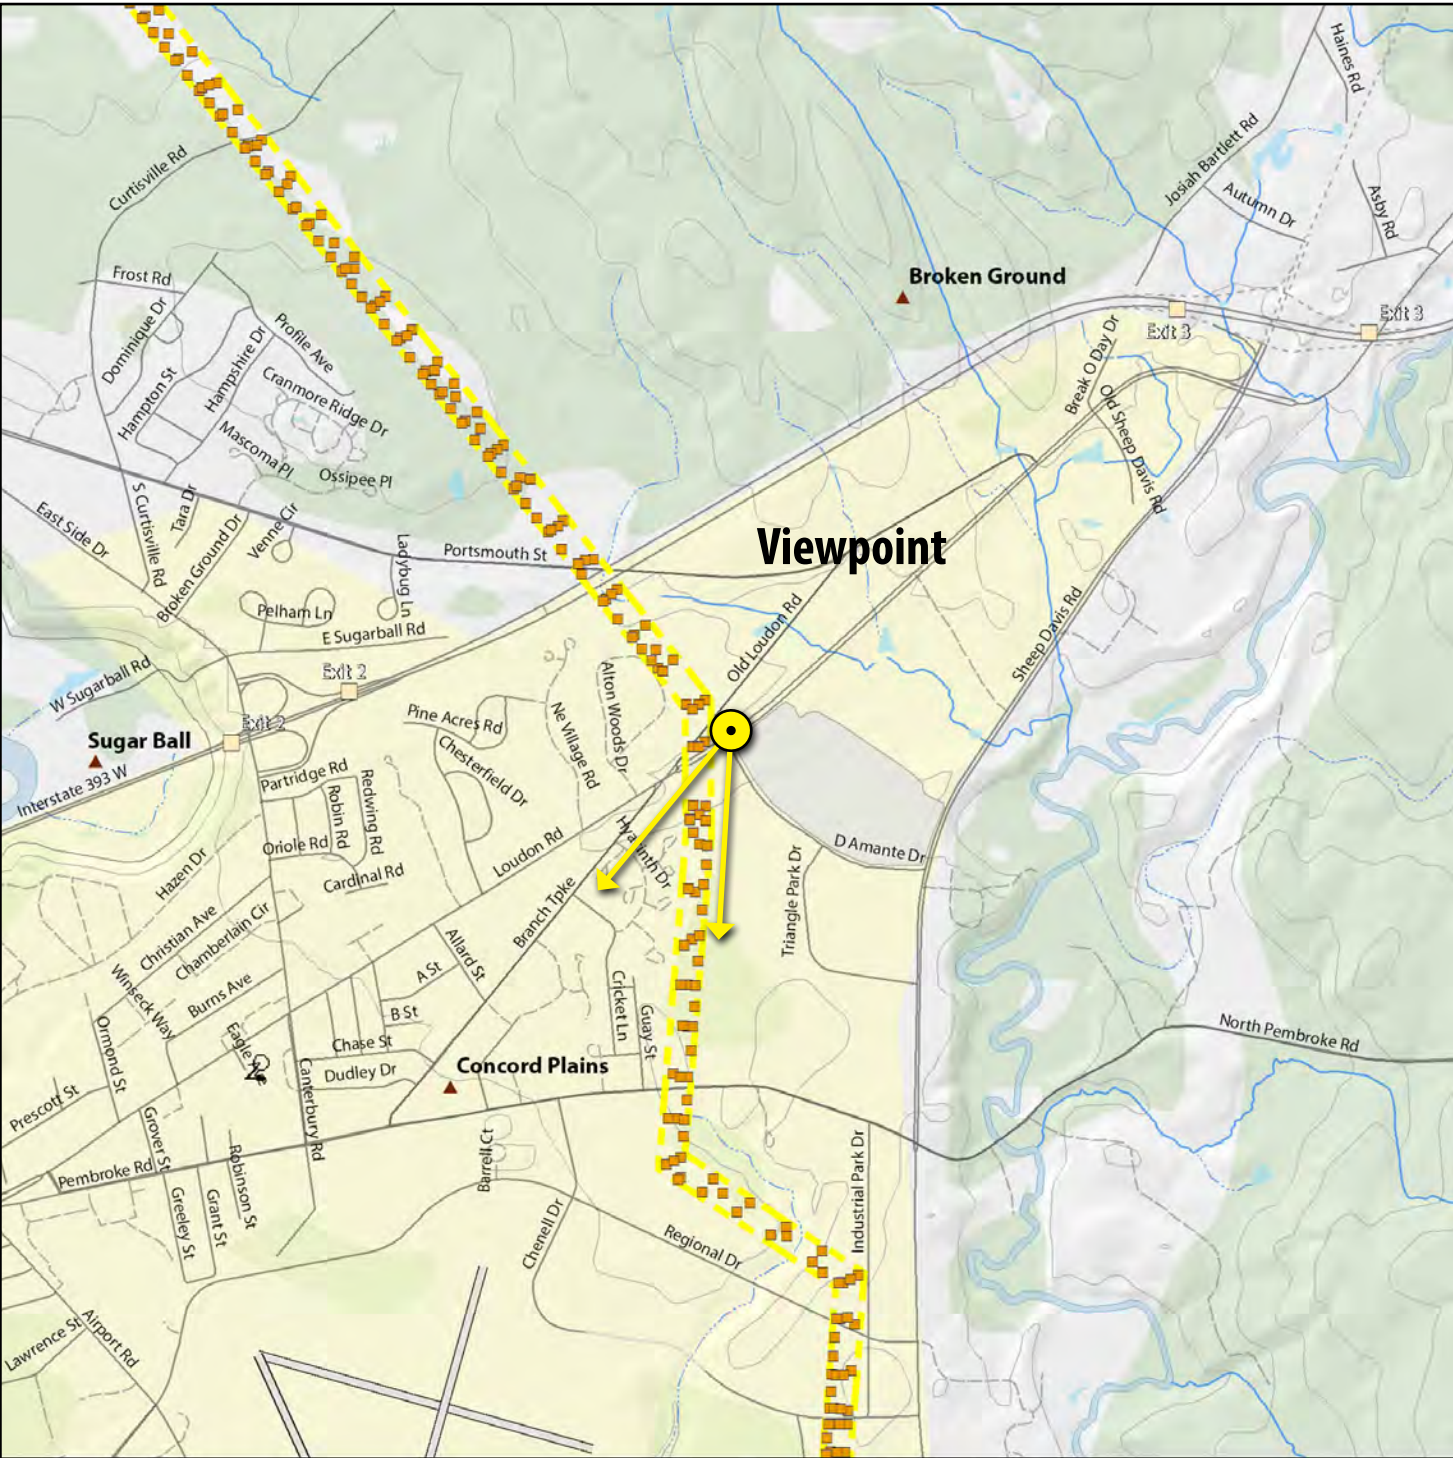 Haines Rd
Josiah Bartlett Rd
Autumn Dr
Asby Rd
Curtisville Rd
Broken Ground
Frost Rd
Exit 3
Exit 3
Dominique Dr
Profile Ave
Hampshire Dr
Break O Day Dr
Hampton St
Cranmore Ridge Dr
Old Sheep Davis Rd
Mascoma Pl
Ossipee Pl
East Side Dr
S Curtisville Rd
Tara Dr
Venne Cir
Broken Ground Dr
Ladybug Ln
Portsmouth St
Viewpoint
Pelham Ln
E Sugarball Rd
Old Loudon Rd
Sheep Davis Rd
W Sugarball Rd
Exit 2
Exit 2
Alton Woods Dr
Ne Village Rd
Pine Acres Rd
Sugar Ball
Chesterfield Dr
Interstate 393 W
Partridge Rd
Robin Rd
Redwing Rd
Oriole Rd
Loudon Rd
Hyacinth Dr
D Amante Dr
Triangle Park Dr
Hazen Dr
Cardinal Rd
Branch Tpke
Christian Ave
Chamberlain Cir
Allard St
A St
Winseck Way
Burns Ave
B St
Cricket Ln
Guay St
Ormond St
Chase St
Concord Plains
Dudley Dr
North Pembroke Rd
Prescott St
Canterbury Rd
Grover St
Robinson St
Barrell Ct
Industrial Park Dr
Pembroke Rd
Greeley St
Grant St
Chenell Dr
Regional Dr
Lawrence St
Airport Rd